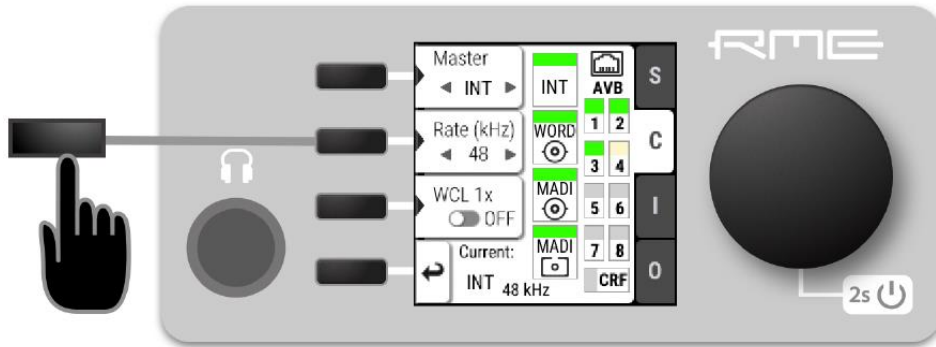 RME
Master
INT
Rate (kHz)
48
WCL 1x
OFF
Current:
INT 48 kHz
INT
WORD
MADI
MADI
AVB
1 2
3 4
5 6
7 8
CRF
S
C
I
O
2s